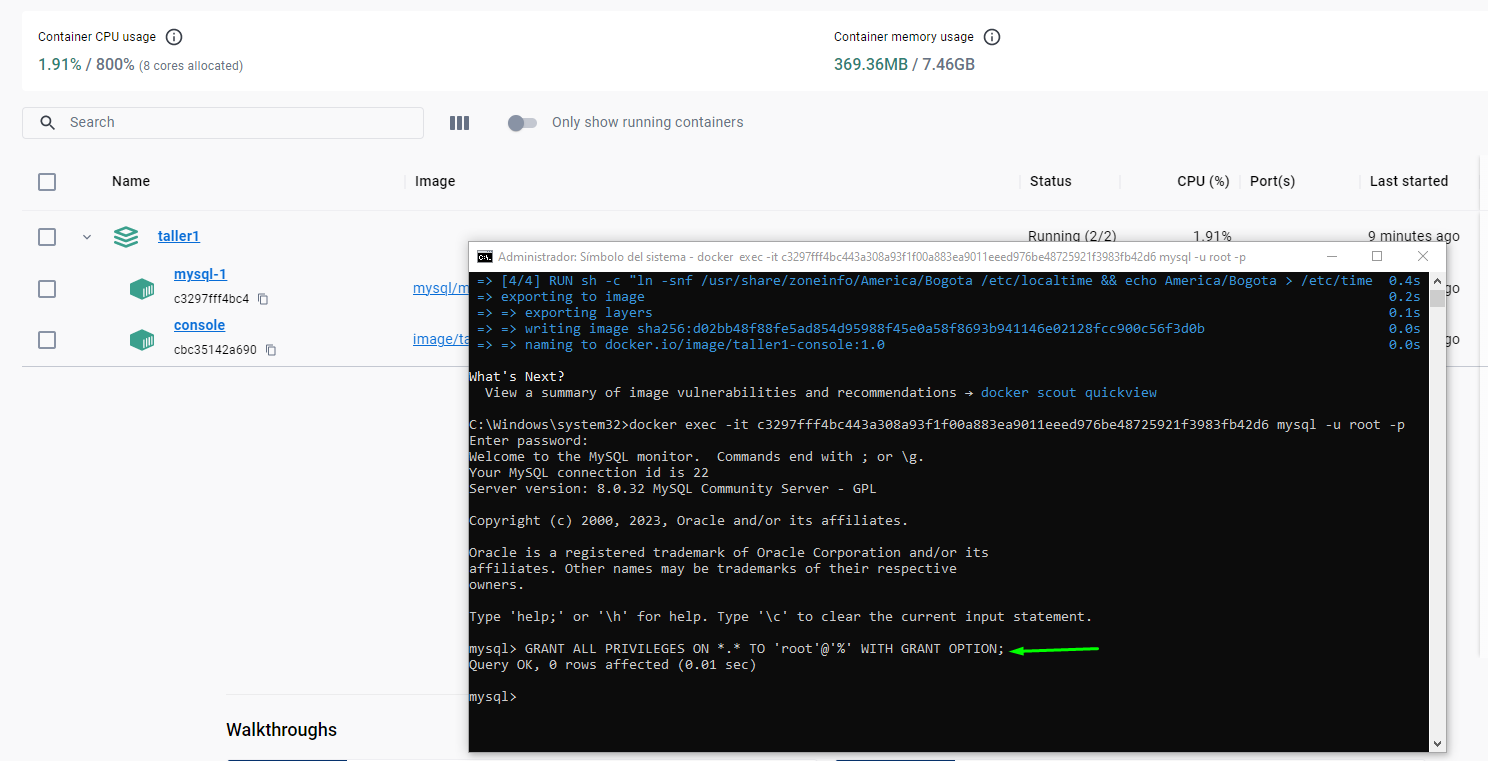 Container CPU usage
1.91% / 800% (8 cores allocated)
Container memory usage
369.36MB / 7.46GB
Search
Only show running containers
Name Image Status CPU (%) Port(s) Last started
taller1 Running (2/2) 1.91% 9 minutes ago
mysql-1
c3297fff4bc4
mysql/m
go
console
cbc35142a690
image/ta
go
Administrador: Símbolo del sistema - docker exec -it c3297fff4bc443a308a93f1f00a883ea9011eeed976be48725921f3983fb42d6 mysql -u root -p
=> [4/4] RUN sh -c "ln -snf /usr/share/zoneinfo/America/Bogota /etc/localtime && echo America/Bogota > /etc/time 0.4s
=> exporting to image 0.2s
=> => exporting layers 0.1s
=> => writing image sha256:d02bb48f88fe5ad854d95988f45e0a58f8693b941146e02128fcc900c56f3d0b 0.0s
=> => naming to docker.io/image/taller1-console:1.0 0.0s
What's Next?
View a summary of image vulnerabilities and recommendations → docker scout quickview
C:\Windows\system32>docker exec -it c3297fff4bc443a308a93f1f00a883ea9011eeed976be48725921f3983fb42d6 mysql -u root -p
Enter password:
Welcome to the MySQL monitor. Commands end with ; or \g.
Your MySQL connection id is 22
Server version: 8.0.32 MySQL Community Server - GPL
Copyright (c) 2000, 2023, Oracle and/or its affiliates.
Oracle is a registered trademark of Oracle Corporation and/or its
affiliates. Other names may be trademarks of their respective
owners.
Type 'help;' or '\h' for help. Type '\c' to clear the current input statement.
mysql> GRANT ALL PRIVILEGES ON *.* TO 'root'@'%' WITH GRANT OPTION;
Query OK, 0 rows affected (0.01 sec)
mysql>
Walkthroughs